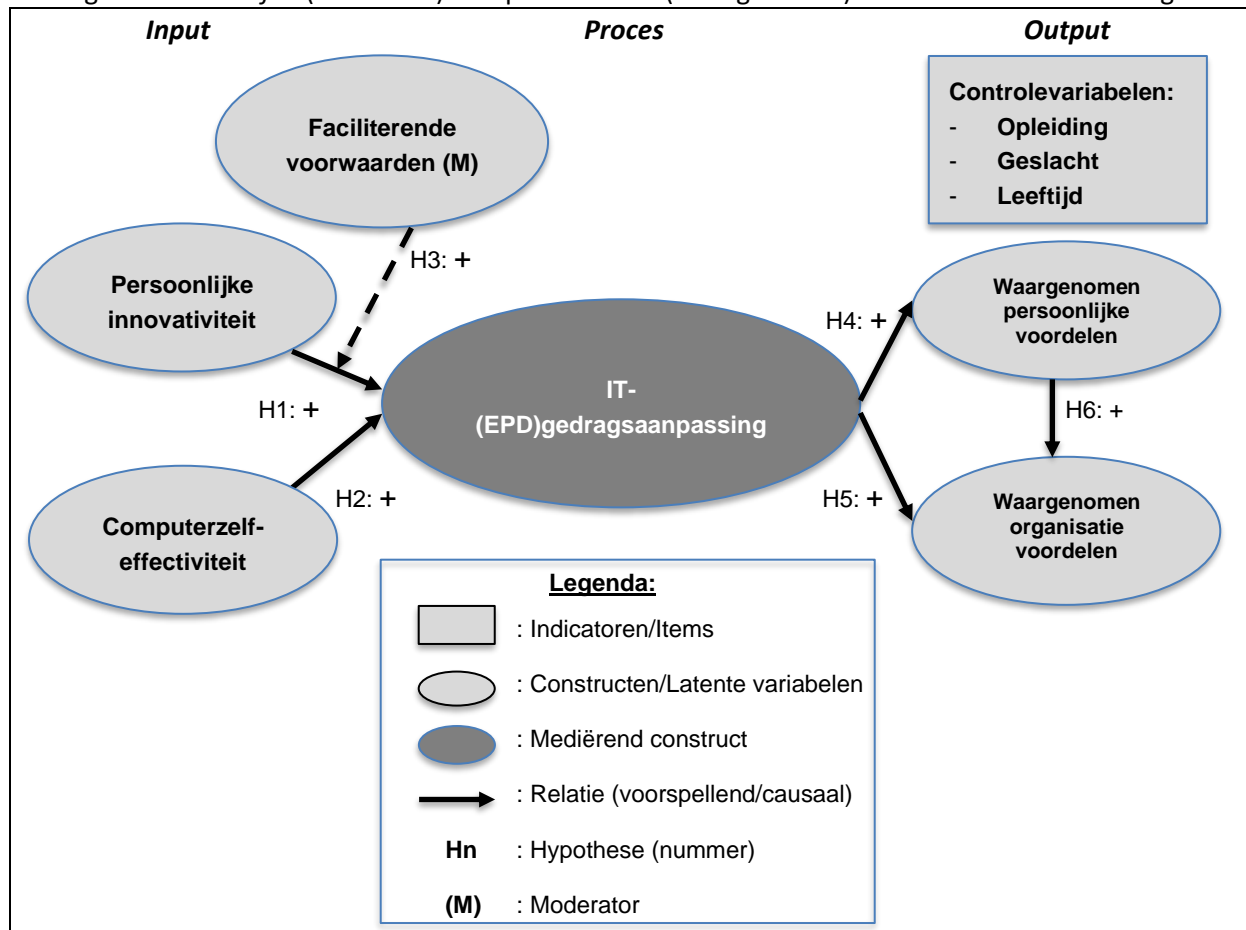 Input
Proces
Output
Controlevariabelen:
- Opleiding
- Geslacht
- Leeftijd
Faciliterende
voorwaarden (M)
H3: +
Persoonlijke
innovativiteit
H1: +
IT-
(EPD)gedragsaanpassing
H4: +
Waargenomen
persoonlijke
voordelen
H6: +
H2: +
Computerzelf-
effectiviteit
H5: +
Waargenomen
organisatie
voordelen
Legenda:
: Indicatoren/Items
: Constructen/Latente variabelen
: Mediërend construct
: Relatie (voorspellend/causaal)
Hn : Hypothese (nummer)
(M) : Moderator